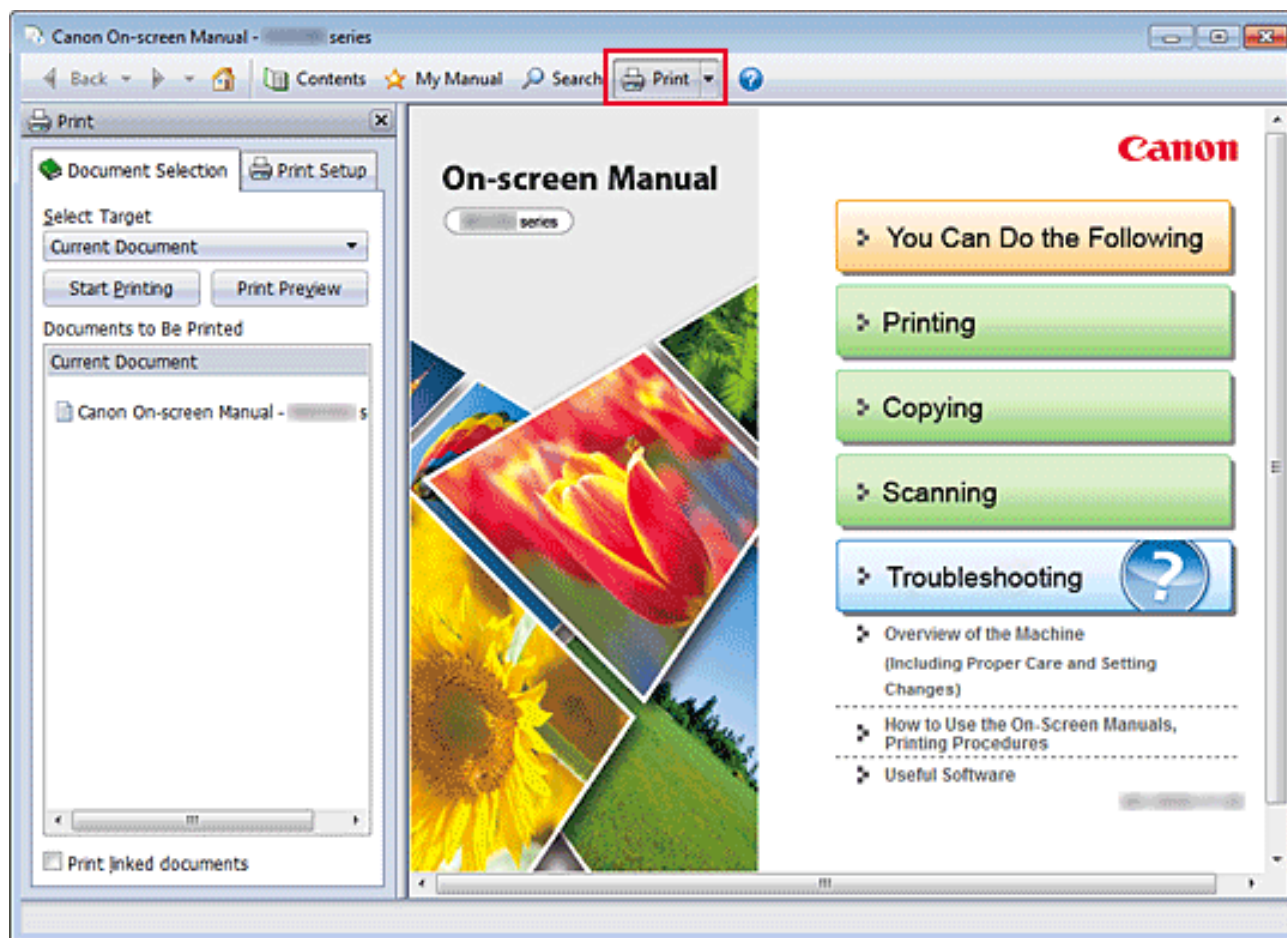 Canon On-screen Manual - series
Back Contents My Manual Search Print
Print
Document Selection Print Setup
Select Target
Current Document
Start Printing Print Preview
Documents to Be Printed
Current Document
Canon On-screen Manual - s
Print linked documents
On-screen Manual
series
Canon
You Can Do the Following
Printing
Copying
Scanning
Troubleshooting ?
Overview of the Machine
(Including Proper Care and Setting
Changes)
How to Use the On-Screen Manuals,
Printing Procedures
Useful Software